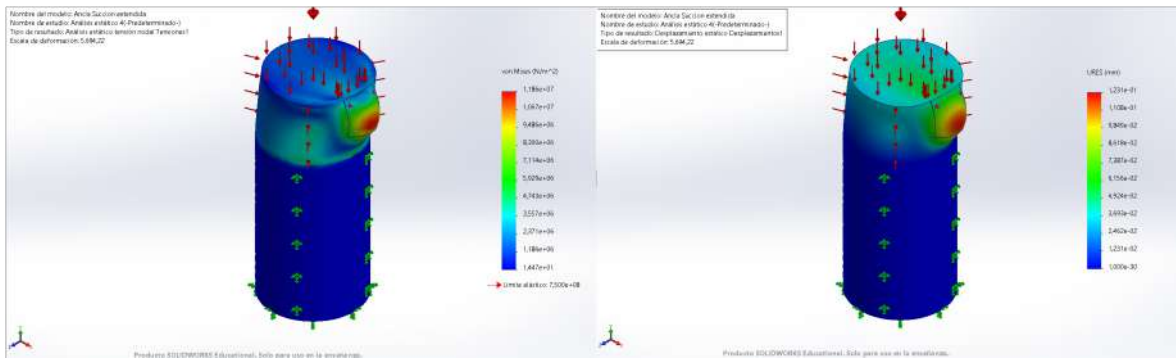 Nombre del modelo: Ancla Succion extendida
Nombre de estudio: Análisis estático 4(-Predeterminado-)
Tipo de resultado: Análisis estático tensión nodal Tensiones1
Escala de deformación: 5.694,22
von Mises (N/m^2)
1,186e+07
1,067e+07
9,486e+06
8,300e+06
7,114e+06
5,929e+06
4,743e+06
3,557e+06
2,371e+06
1,186e+06
1,447e+01
Límite elástico: 7,500e+08
Producto SOLIDWORKS Educational. Solo para uso en la enseñanza.
Nombre del modelo: Ancla Succion extendida
Nombre de estudio: Análisis estático 4(-Predeterminado-)
Tipo de resultado: Desplazamiento estático Desplazamientos1
Escala de deformación: 5.694,22
URES (mm)
1,231e-01
1,108e-01
9,849e-02
8,618e-02
7,387e-02
6,156e-02
4,924e-02
3,693e-02
2,462e-02
1,231e-02
1,000e-30
Producto SOLIDWORKS Educational. Solo para uso en la enseñanza.